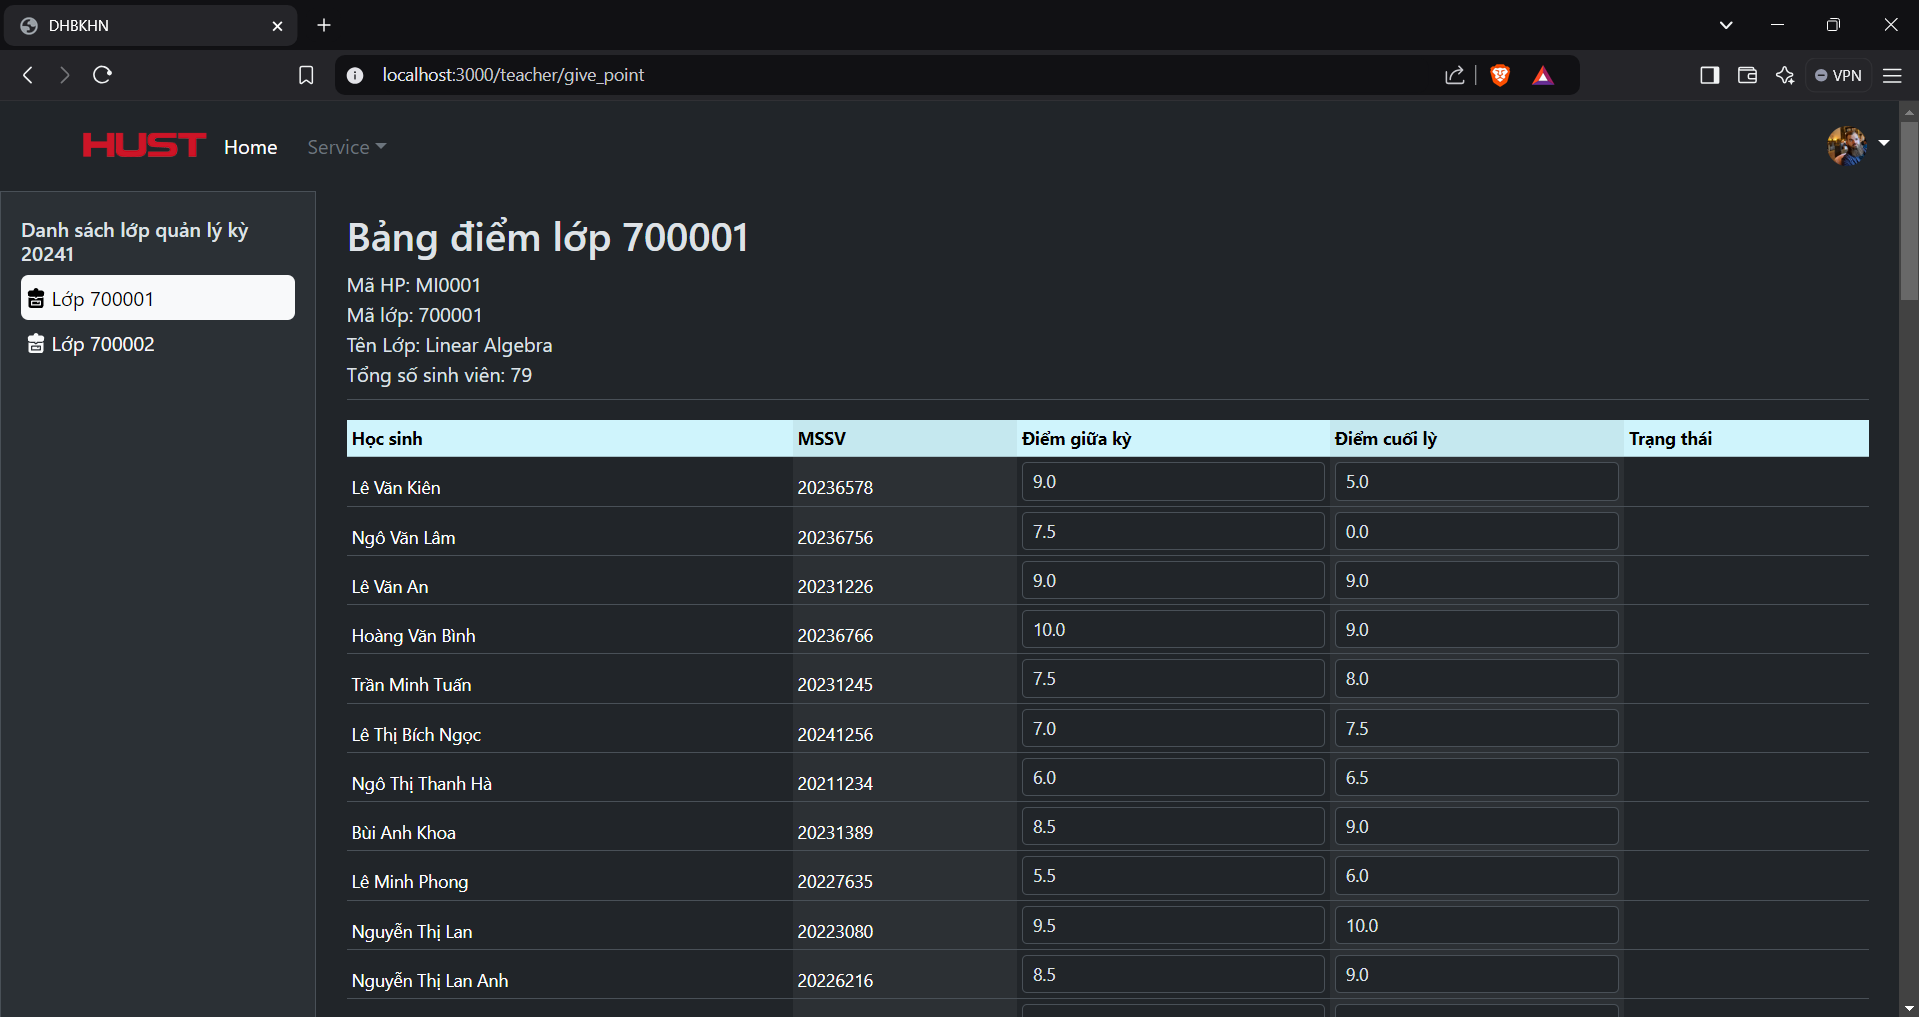 DHBKHN
localhost:3000/teacher/give_point
VPN
HUST Home Service
Danh sách lớp quản lý kỳ
20241
Lớp 700001
Lớp 700002
Bảng điểm lớp 700001
Mã HP: MI0001
Mã lớp: 700001
Tên Lớp: Linear Algebra
Tổng số sinh viên: 79
Học sinh MSSV Điểm giữa kỳ Điểm cuối lỳ Trạng thái
Lê Văn Kiên 20236578 9.0 5.0
Ngô Văn Lâm 20236756 7.5 0.0
Lê Văn An 20231226 9.0 9.0
Hoàng Văn Bình 20236766 10.0 9.0
Trần Minh Tuấn 20231245 7.5 8.0
Lê Thị Bích Ngọc 20241256 7.0 7.5
Ngô Thị Thanh Hà 20211234 6.0 6.5
Bùi Anh Khoa 20231389 8.5 9.0
Lê Minh Phong 20227635 5.5 6.0
Nguyễn Thị Lan 20223080 9.5 10.0
Nguyễn Thị Lan Anh 20226216 8.5 9.0